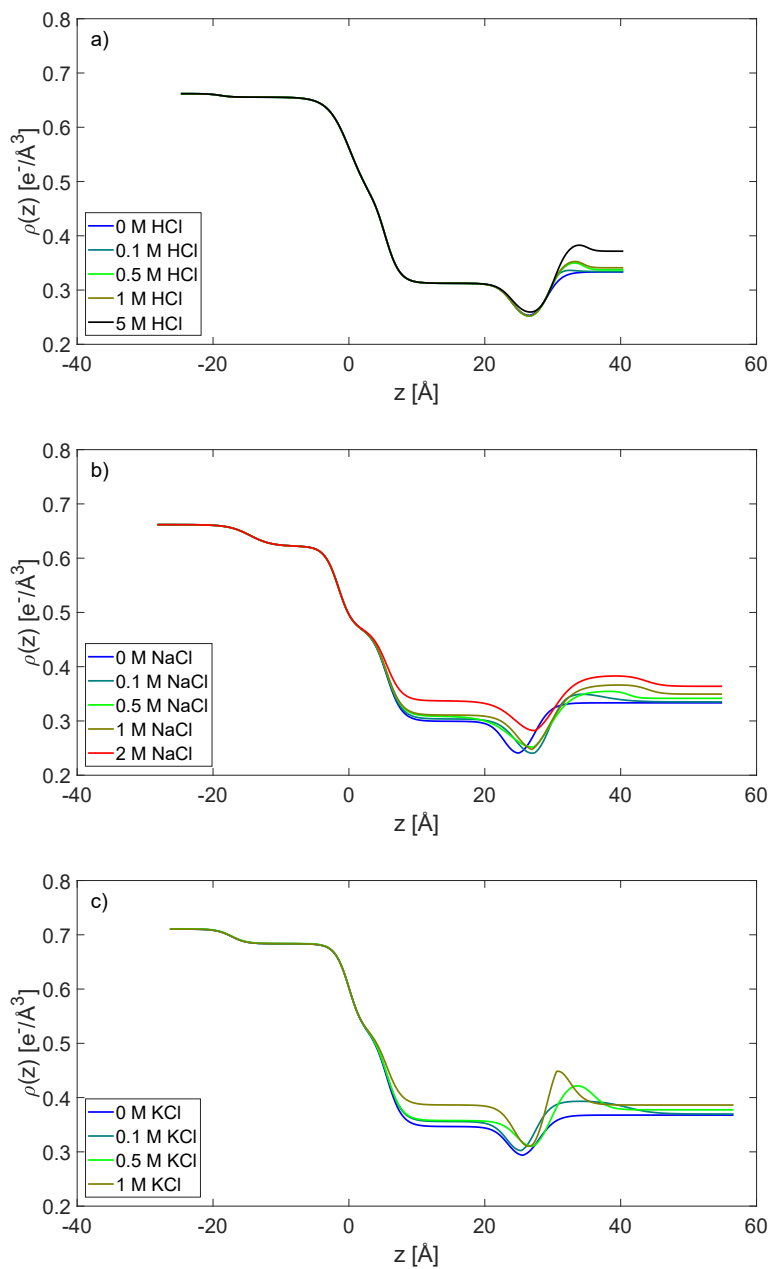 a)
0.8
0.7
0.6
0.5
0.4
0.3
0.2
ρ(z) [e⁻/Å³]
0 M HCl
0.1 M HCl
0.5 M HCl
1 M HCl
5 M HCl
-40 -20 0 20 40 60
z [Å]
b)
0.8
0.7
0.6
0.5
0.4
0.3
0.2
ρ(z) [e⁻/Å³]
0 M NaCl
0.1 M NaCl
0.5 M NaCl
1 M NaCl
2 M NaCl
-40 -20 0 20 40 60
z [Å]
c)
0.8
0.7
0.6
0.5
0.4
0.3
0.2
ρ(z) [e⁻/Å³]
0 M KCl
0.1 M KCl
0.5 M KCl
1 M KCl
-40 -20 0 20 40 60
z [Å]